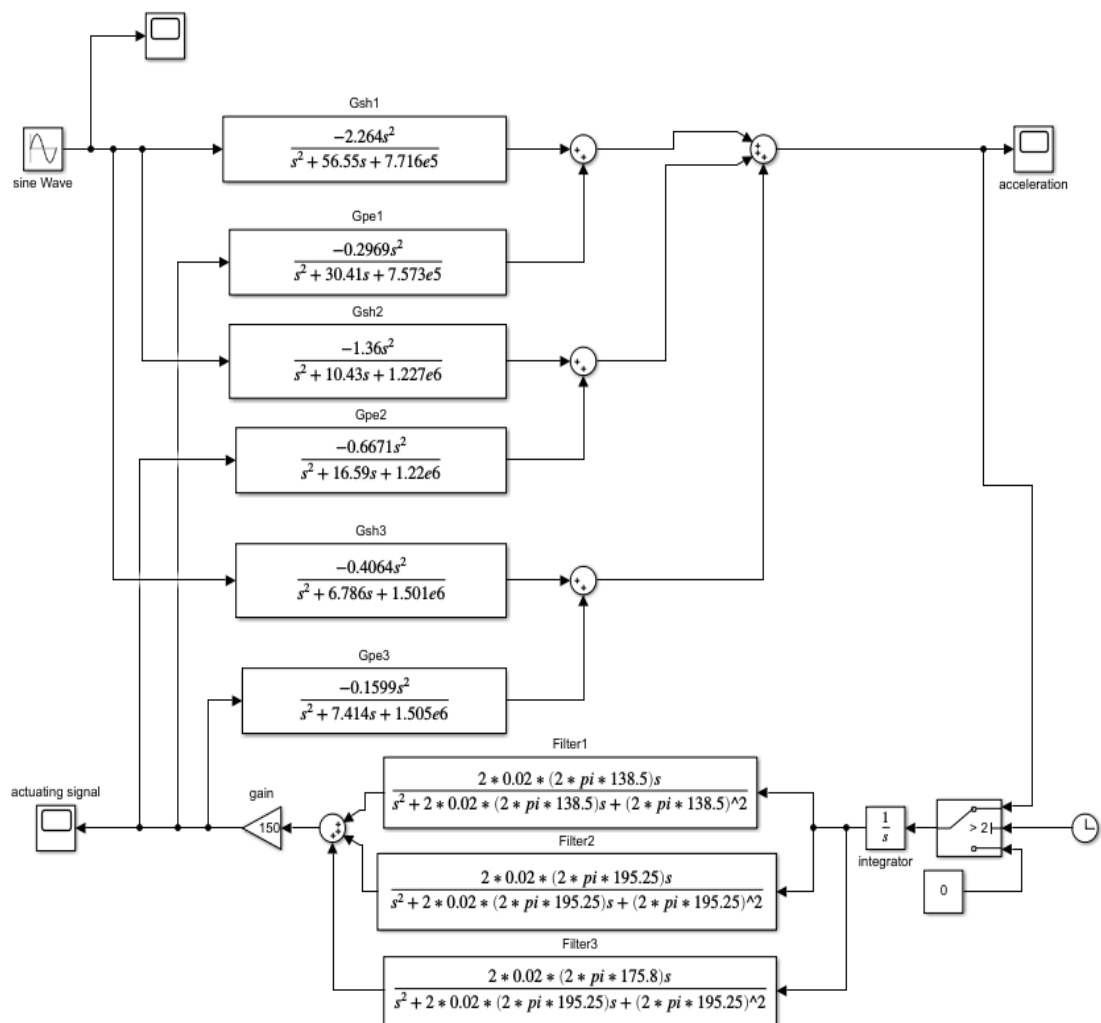 Gsh1
−2.264s²
s² + 56.55s + 7.716e5
sine Wave
acceleration
Gpe1
−0.2969s²
s² + 30.41s + 7.573e5
Gsh2
−1.36s²
s² + 10.43s + 1.227e6
Gpe2
−0.6671s²
s² + 16.59s + 1.22e6
Gsh3
−0.4064s²
s² + 6.786s + 1.501e6
Gpe3
−0.1599s²
s² + 7.414s + 1.505e6
Filter1
2 * 0.02 * (2 * pi * 138.5)s
s² + 2 * 0.02 * (2 * pi * 138.5)s + (2 * pi * 138.5)^2
actuating signal
gain
150
Filter2
2 * 0.02 * (2 * pi * 195.25)s
s² + 2 * 0.02 * (2 * pi * 195.25)s + (2 * pi * 195.25)^2
1
s
integrator
> 2
0
Filter3
2 * 0.02 * (2 * pi * 175.8)s
s² + 2 * 0.02 * (2 * pi * 195.25)s + (2 * pi * 195.25)^2